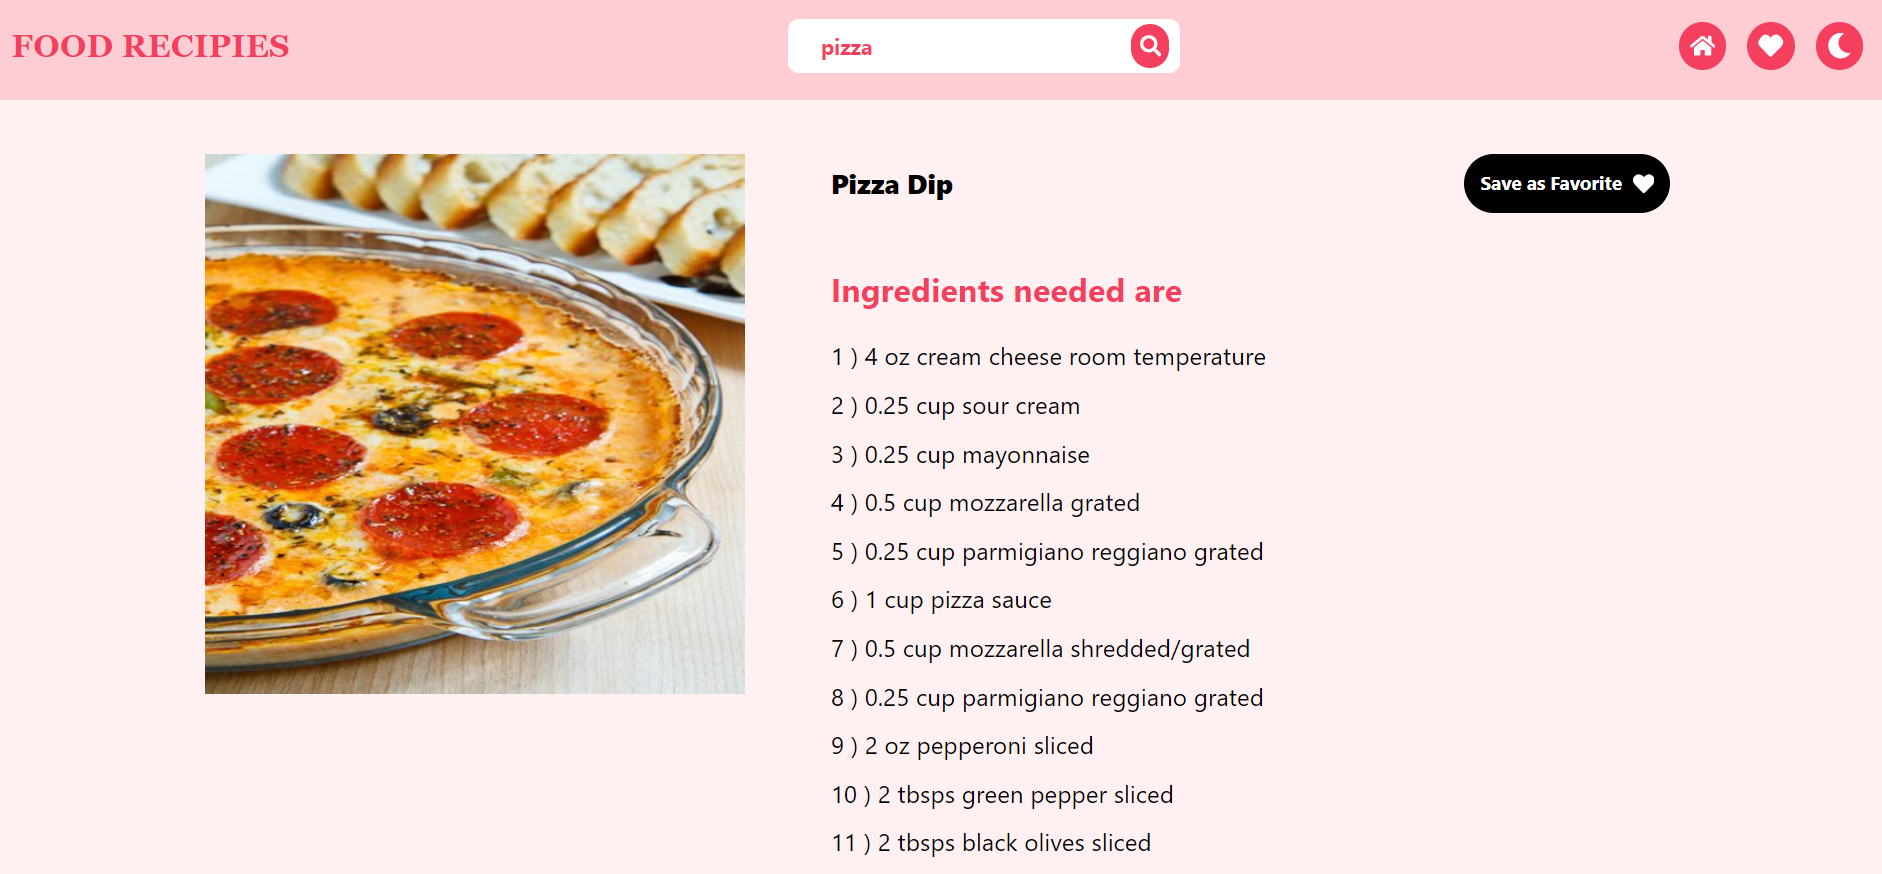 FOOD RECIPIES
pizza
Pizza Dip
Save as Favorite
Ingredients needed are
1 ) 4 oz cream cheese room temperature
2 ) 0.25 cup sour cream
3 ) 0.25 cup mayonnaise
4 ) 0.5 cup mozzarella grated
5 ) 0.25 cup parmigiano reggiano grated
6 ) 1 cup pizza sauce
7 ) 0.5 cup mozzarella shredded/grated
8 ) 0.25 cup parmigiano reggiano grated
9 ) 2 oz pepperoni sliced
10 ) 2 tbsps green pepper sliced
11 ) 2 tbsps black olives sliced